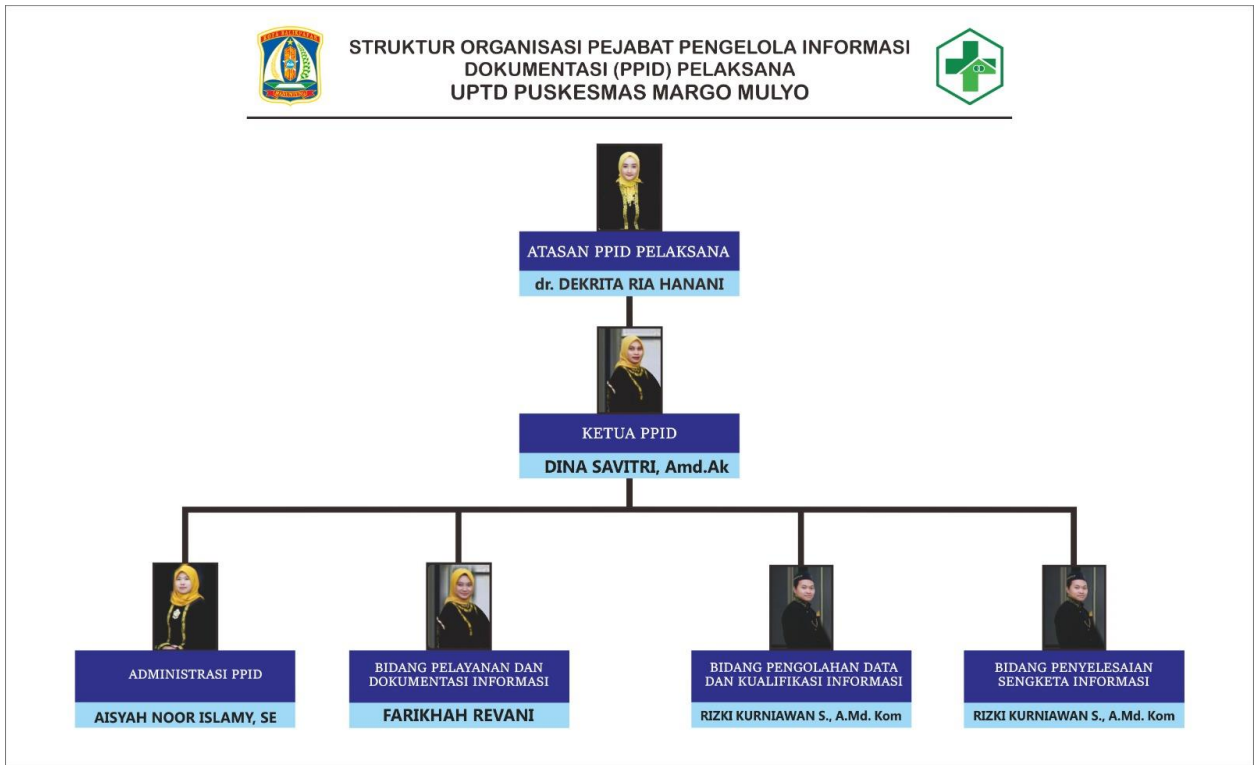 KOTA BALIKPAPAN
STRUKTUR ORGANISASI PEJABAT PENGELOLA INFORMASI
DOKUMENTASI (PPID) PELAKSANA
UPTD PUSKESMAS MARGO MULYO
ATASAN PPID PELAKSANA
dr. DEKRITA RIA HANANI
KETUA PPID
DINA SAVITRI, Amd.Ak
ADMINISTRASI PPID
AISYAH NOOR ISLAMY, SE
BIDANG PELAYANAN DAN
DOKUMENTASI INFORMASI
FARIKHAH REVANI
BIDANG PENGOLAHAN DATA
DAN KUALIFIKASI INFORMASI
RIZKI KURNIAWAN S., A.Md. Kom
BIDANG PENYELESAIAN
SENGKETA INFORMASI
RIZKI KURNIAWAN S., A.Md. Kom